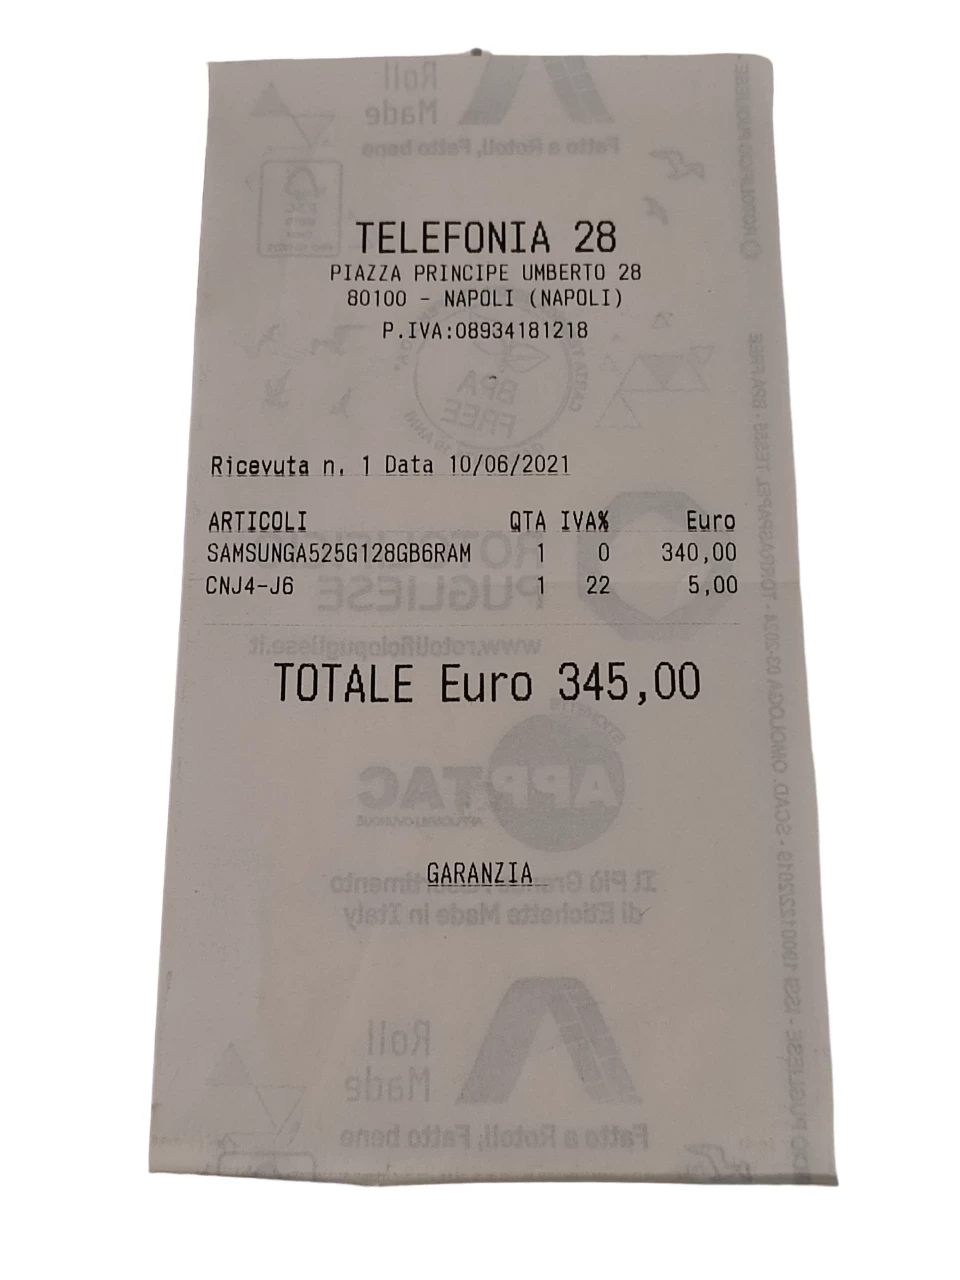 TELEFONIA 28
PIAZZA PRINCIPE UMBERTO 28
80100 - NAPOLI (NAPOLI)
P.IVA:08934181218
Ricevuta n. 1 Data 10/06/2021
ARTICOLI QTA IVA% Euro
SAMSUNGA525G128GB6RAM 1 0 340,00
CNJ4-J6 1 22 5,00
TOTALE Euro 345,00
GARANZIA
Roll
Made
Fatto a Rotoli, Fatto bene
BPA
FREE
ROTOLIFICIO
PUGLIESE
www.rotolificiopugliese.it
APP TAC
Il Più Grande Assortimento
di Etichette Made in Italy
Roll
Made
Fatto a Rotoli, Fatto bene